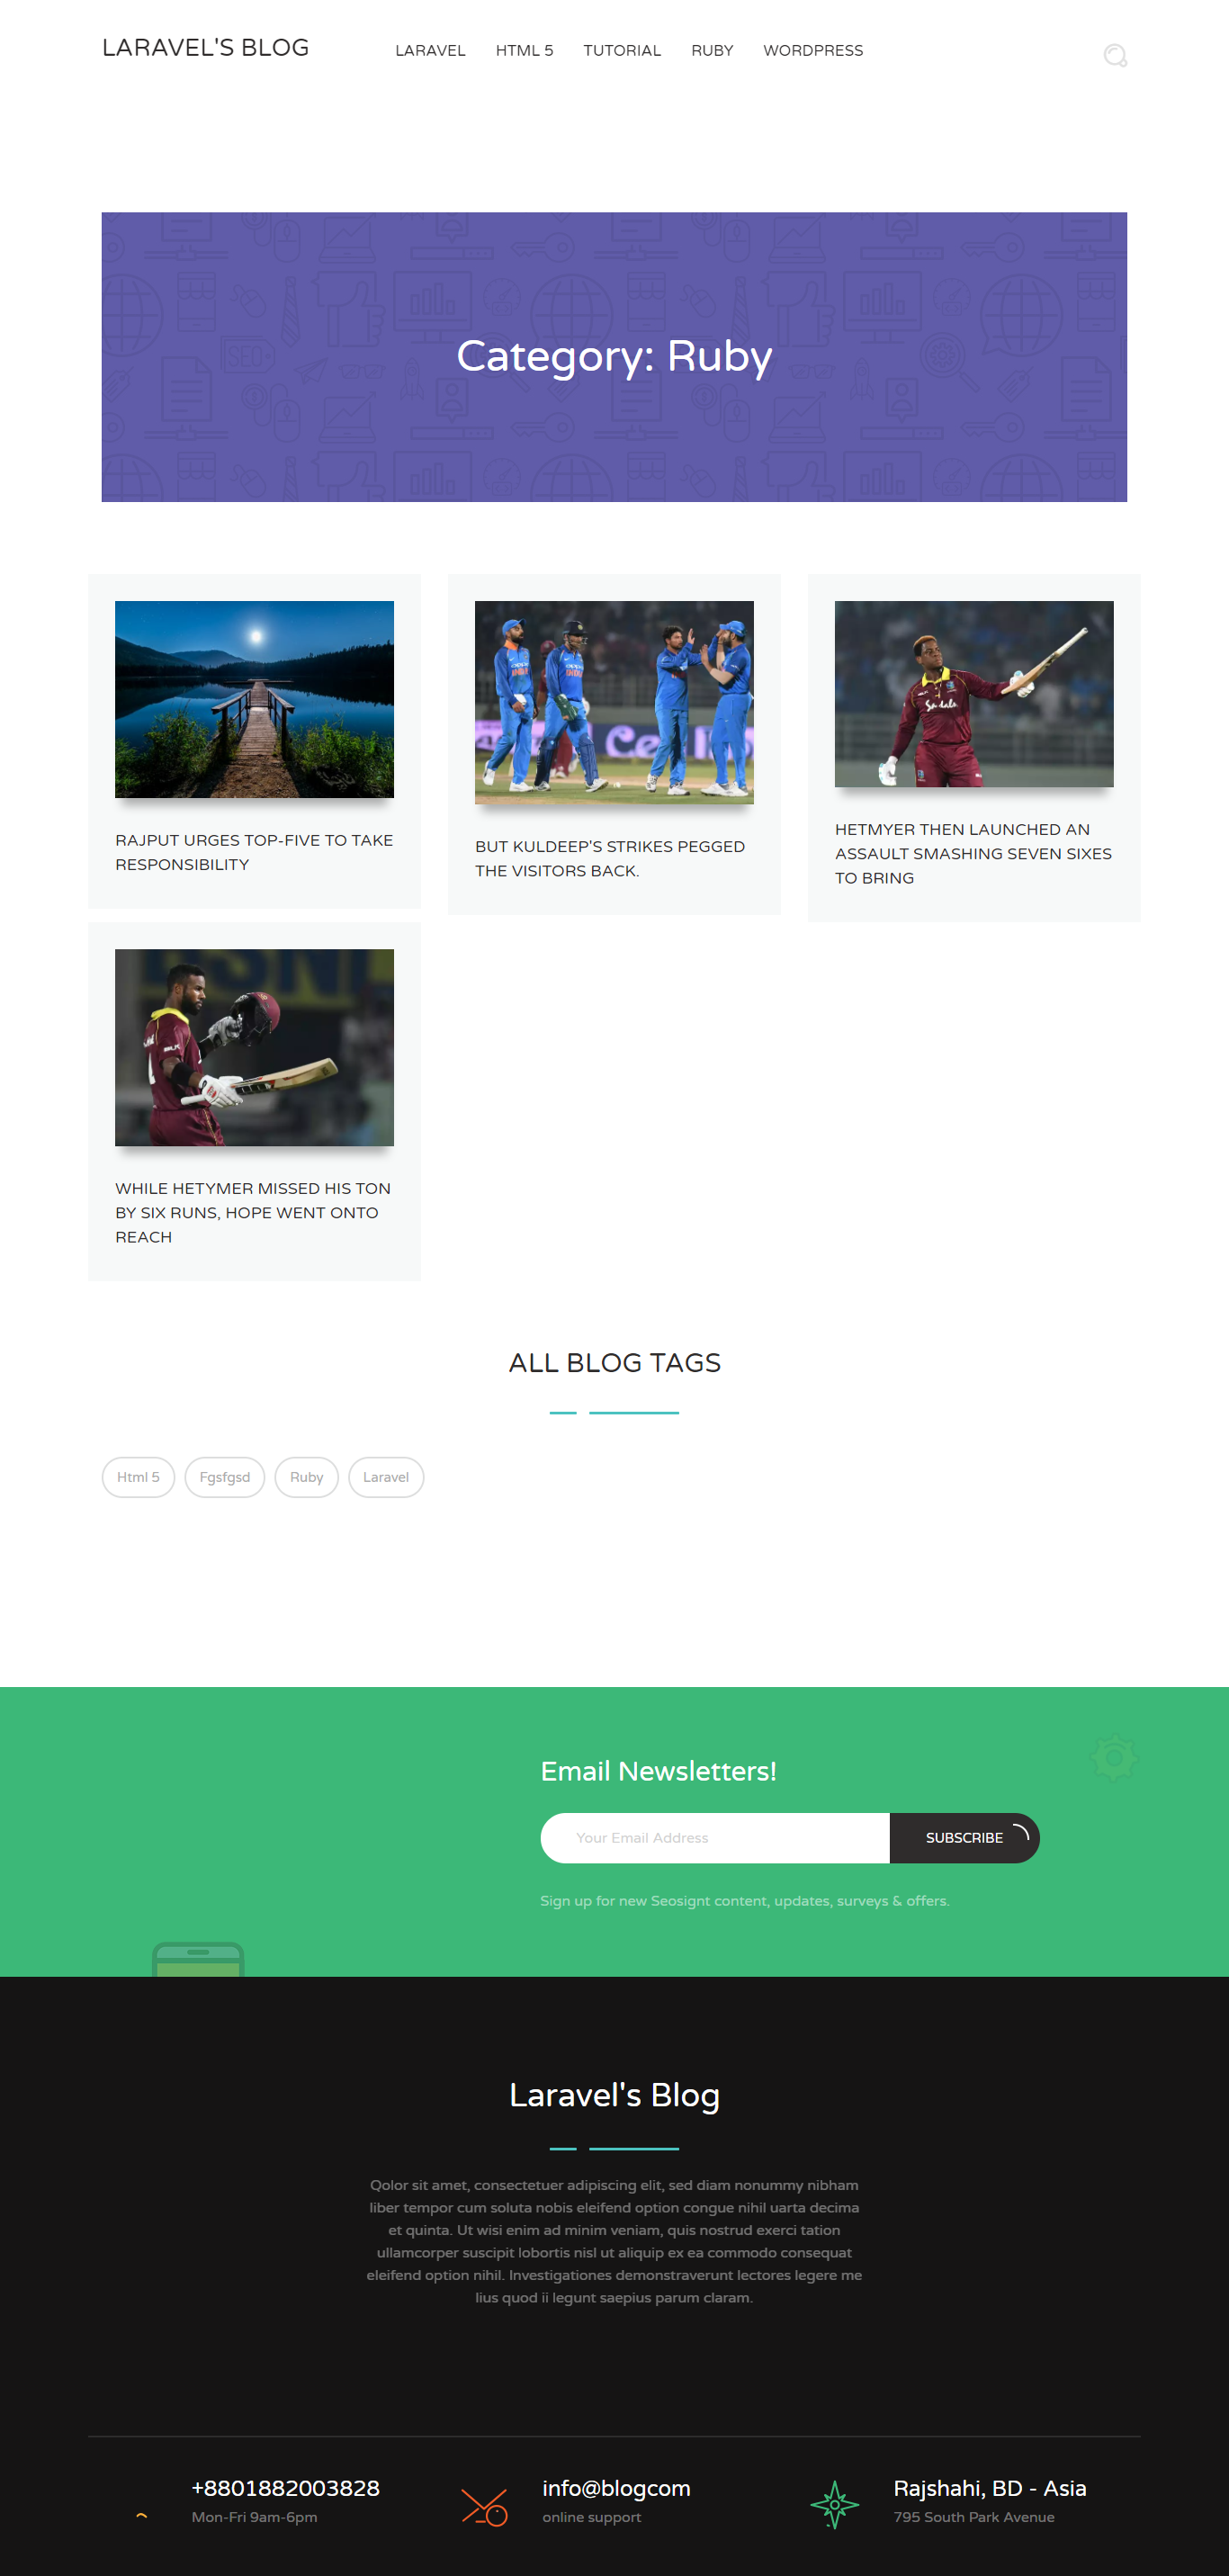 LARAVEL'S BLOG
LARAVEL HTML 5 TUTORIAL RUBY WORDPRESS
SEO
Category: Ruby
RAJPUT URGES TOP-FIVE TO TAKE
RESPONSIBILITY
BUT KULDEEP'S STRIKES PEGGED
THE VISITORS BACK.
HETMYER THEN LAUNCHED AN
ASSAULT SMASHING SEVEN SIXES
TO BRING
WHILE HETYMER MISSED HIS TON
BY SIX RUNS, HOPE WENT ONTO
REACH
ALL BLOG TAGS
Html 5 Fgsfgsd Ruby Laravel
Email Newsletters!
Your Email Address
SUBSCRIBE
Sign up for new Seosignt content, updates, surveys & offers.
Laravel's Blog
Qolor sit amet, consectetuer adipiscing elit, sed diam nonummy nibham
liber tempor cum soluta nobis eleifend option congue nihil uarta decima
et quinta. Ut wisi enim ad minim veniam, quis nostrud exerci tation
ullamcorper suscipit lobortis nisl ut aliquip ex ea commodo consequat
eleifend option nihil. Investigationes demonstraverunt lectores legere me
lius quod ii legunt saepius parum claram.
+8801882003828
Mon-Fri 9am-6pm
info@blogcom
online support
Rajshahi, BD - Asia
795 South Park Avenue